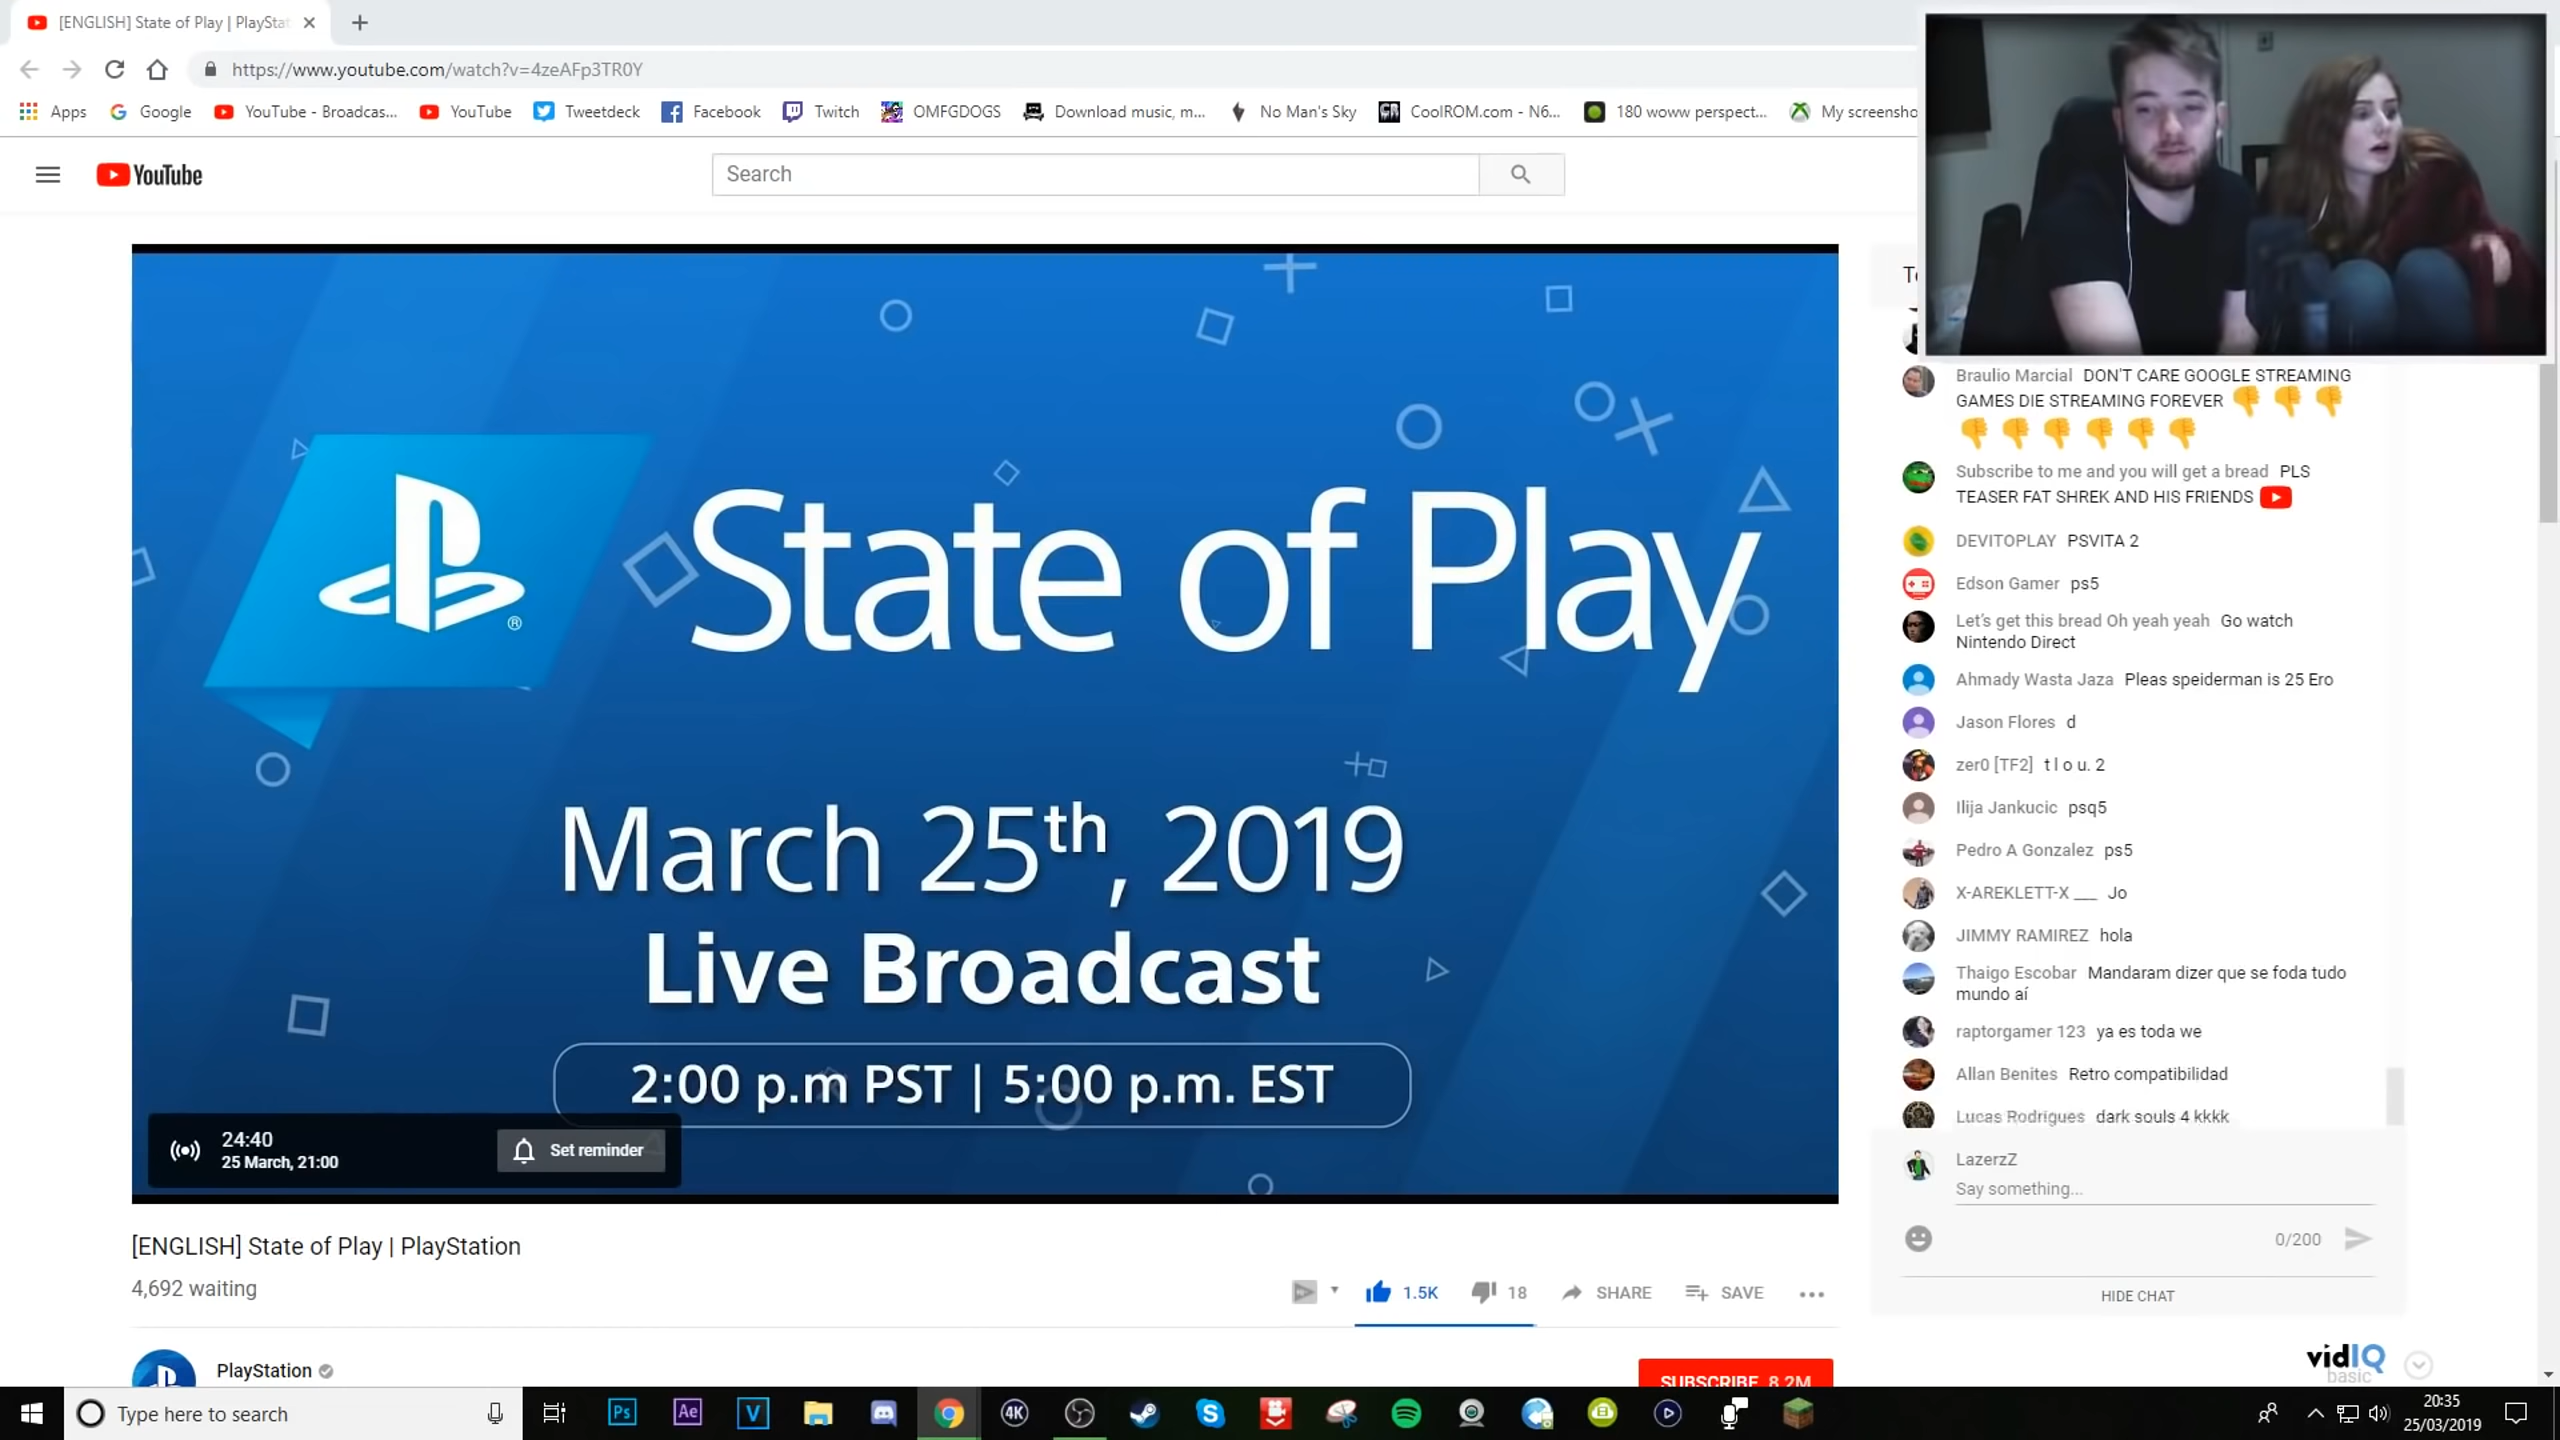 [ENGLISH] State of Play | PlaySta
https://www.youtube.com/watch?v=4zeAFp3TR0Y
Apps Google YouTube - Broadcas... YouTube Tweetdeck Facebook Twitch OMFGDOGS Download music, m... No Man's Sky CoolROM.com - N6... 180 woww perspect... My screensho
YouTube
Search
State of Play
March 25th, 2019
Live Broadcast
2:00 p.m PST | 5:00 p.m. EST
24:40
25 March, 21:00
Set reminder
[ENGLISH] State of Play | PlayStation
4,692 waiting
1.5K 18 SHARE SAVE
PlayStation
SUBSCRIBE 8.2M
Braulio Marcial DON'T CARE GOOGLE STREAMING
GAMES DIE STREAMING FOREVER
Subscribe to me and you will get a bread PLS
TEASER FAT SHREK AND HIS FRIENDS
DEVITOPLAY PSVITA 2
Edson Gamer ps5
Let's get this bread Oh yeah yeah Go watch
Nintendo Direct
Ahmady Wasta Jaza Pleas speiderman is 25 Ero
Jason Flores d
zer0 [TF2] t l o u. 2
Ilija Jankucic psq5
Pedro A Gonzalez ps5
X-AREKLETT-X ___ Jo
JIMMY RAMIREZ hola
Thaigo Escobar Mandaram dizer que se foda tudo
mundo aí
raptorgamer 123 ya es toda we
Allan Benites Retro compatibilidad
Lucas Rodrigues dark souls 4 kkkk
LazerzZ
Say something...
0/200
HIDE CHAT
vidIQ
basic
Type here to search
Ps Ae V 4K
20:35
25/03/2019